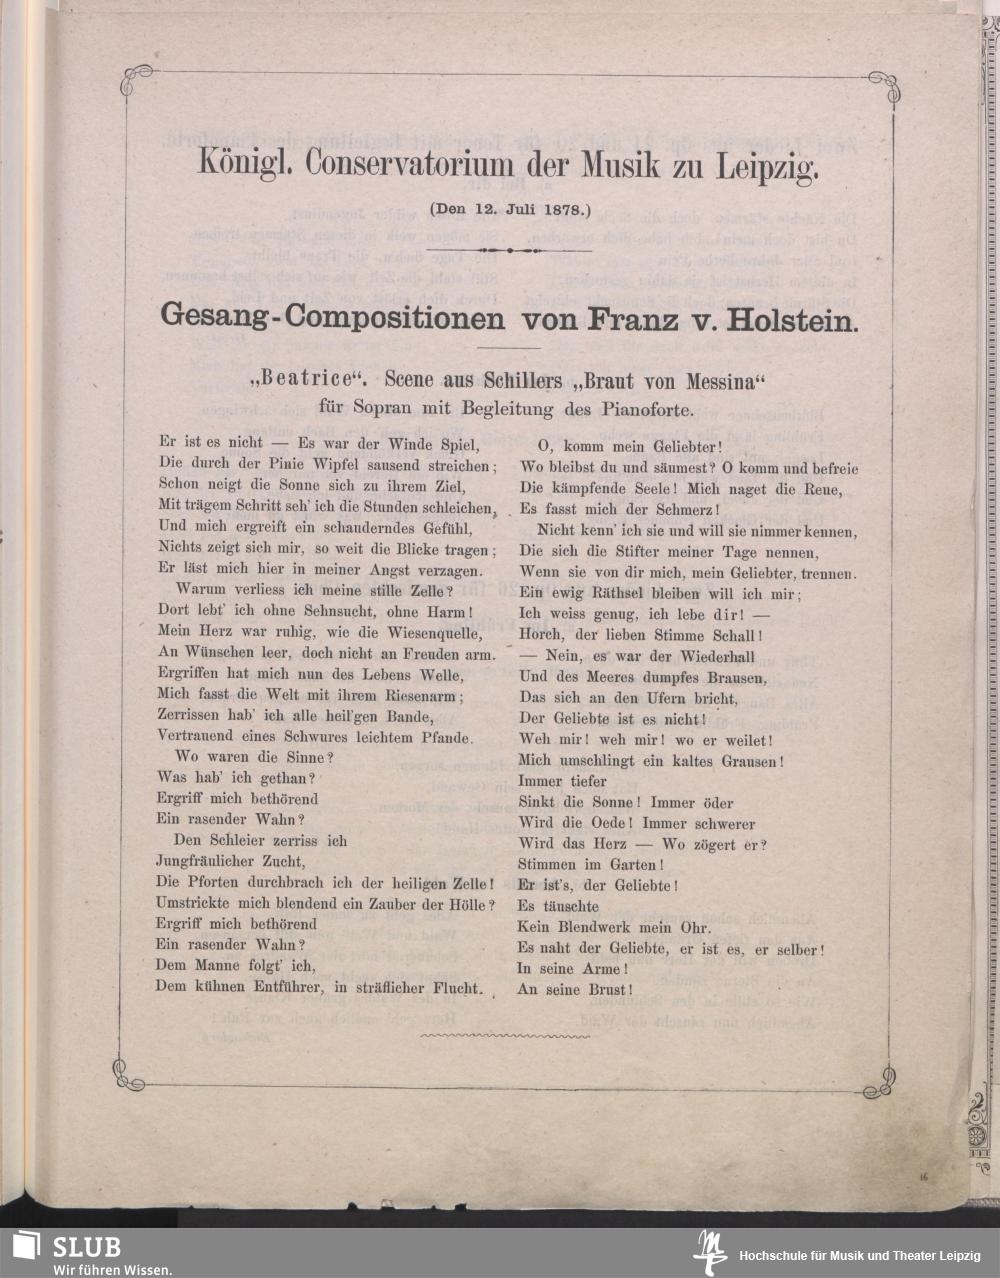 Königl. Conservatorium der Musik zu Leipzig.
(Den 12. Juli 1878.)
Gesang-Compositionen von Franz v. Holstein.
„Beatrice“. Scene aus Schillers „Braut von Messina“
für Sopran mit Begleitung des Pianoforte.
Er ist es nicht — Es war der Winde Spiel,
Die durch der Pinie Wipfel sausend streichen;
Schon neigt die Sonne sich zu ihrem Ziel,
Mit trägem Schritt seh' ich die Stunden schleichen,
Und mich ergreift ein schauderndes Gefühl,
Nichts zeigt sich mir, so weit die Blicke tragen;
Er läst mich hier in meiner Angst verzagen.
Warum verliess ich meine stille Zelle?
Dort lebt' ich ohne Sehnsucht, ohne Harm!
Mein Herz war ruhig, wie die Wiesenquelle,
An Wünschen leer, doch nicht an Freuden arm.
Ergriffen hat mich nun des Lebens Welle,
Mich fasst die Welt mit ihrem Riesenarm;
Zerrissen hab' ich alle heil'gen Bande,
Vertrauend eines Schwures leichtem Pfande.
Wo waren die Sinne?
Was hab' ich gethan?
Ergriff mich bethörend
Ein rasender Wahn?
Den Schleier zerriss ich
Jungfräulicher Zucht,
Die Pforten durchbrach ich der heiligen Zelle!
Umstrickte mich blendend ein Zauber der Hölle?
Ergriff mich bethörend
Ein rasender Wahn?
Dem Manne folgt' ich,
Dem kühnen Entführer, in sträflicher Flucht.
O, komm mein Geliebter!
Wo bleibst du und säumest? O komm und befreie
Die kämpfende Seele! Mich naget die Reue,
Es fasst mich der Schmerz!
Nicht kenn' ich sie und will sie nimmer kennen,
Die sich die Stifter meiner Tage nennen,
Wenn sie von dir mich, mein Geliebter, trennen.
Ein ewig Räthsel bleiben will ich mir;
Ich weiss genug, ich lebe dir! —
Horch, der lieben Stimme Schall!
— Nein, es war der Wiederhall
Und des Meeres dumpfes Brausen,
Das sich an den Ufern bricht,
Der Geliebte ist es nicht!
Weh mir! weh mir! wo er weilet!
Mich umschlingt ein kaltes Grausen!
Immer tiefer
Sinkt die Sonne! Immer öder
Wird die Oede! Immer schwerer
Wird das Herz — Wo zögert er?
Stimmen im Garten!
Er ist's, der Geliebte!
Es täuschte
Kein Blendwerk mein Ohr.
Es naht der Geliebte, er ist es, er selber!
In seine Arme!
An seine Brust!
16
SLUB
Wir führen Wissen.
Hochschule für Musik und Theater Leipzig